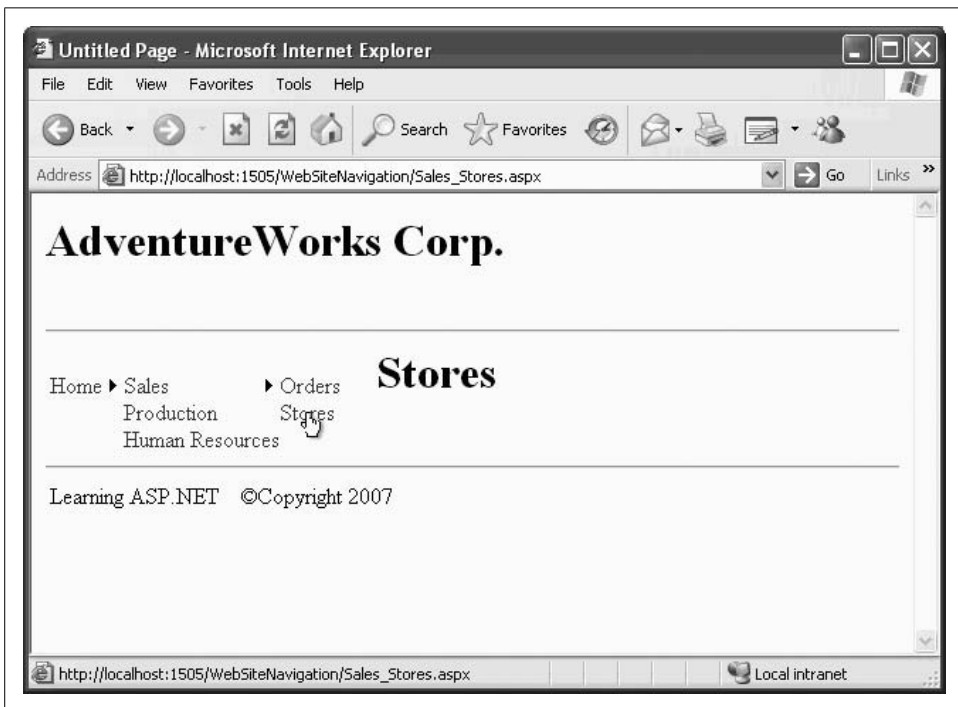 Untitled Page - Microsoft Internet Explorer
File Edit View Favorites Tools Help
Back Search Favorites
Address http://localhost:1505/WebSiteNavigation/Sales_Stores.aspx Go Links »
AdventureWorks Corp.
Stores
Home Sales Orders
Production Stores
Human Resources
Learning ASP.NET ©Copyright 2007
http://localhost:1505/WebSiteNavigation/Sales_Stores.aspx Local intranet